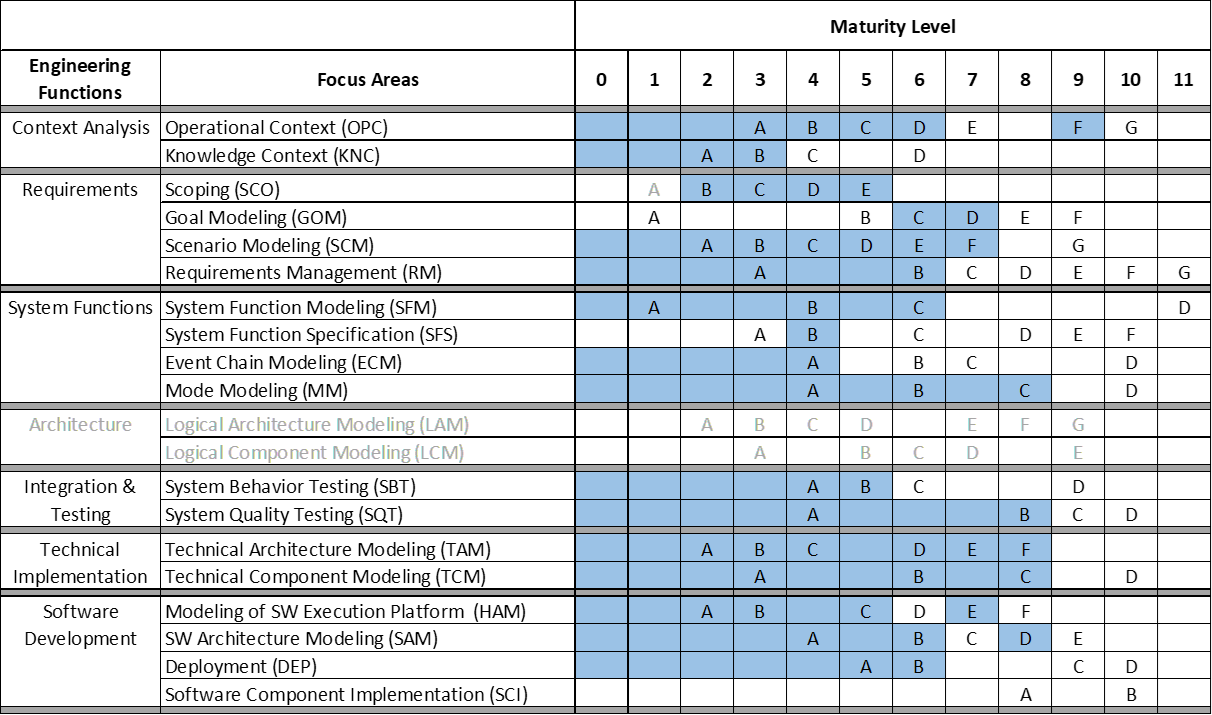 Maturity Level
Engineering Functions Focus Areas 0 1 2 3 4 5 6 7 8 9 10 11
Context Analysis Operational Context (OPC) A B C D E F G
Knowledge Context (KNC) A B C D
Requirements Scoping (SCO) A B C D E
Goal Modeling (GOM) A B C D E F
Scenario Modeling (SCM) A B C D E F G
Requirements Management (RM) A B C D E F G
System Functions System Function Modeling (SFM) A B C D
System Function Specification (SFS) A B C D E F
Event Chain Modeling (ECM) A B C D
Mode Modeling (MM) A B C D
Architecture Logical Architecture Modeling (LAM) A B C D E F G
Logical Component Modeling (LCM) A B C D E
Integration & System Behavior Testing (SBT) A B C D
Testing System Quality Testing (SQT) A B C D
Technical Technical Architecture Modeling (TAM) A B C D E F
Implementation Technical Component Modeling (TCM) A B C D
Software Modeling of SW Execution Platform (HAM) A B C D E F
Development SW Architecture Modeling (SAM) A B C D E
Deployment (DEP) A B C D
Software Component Implementation (SCI) A B